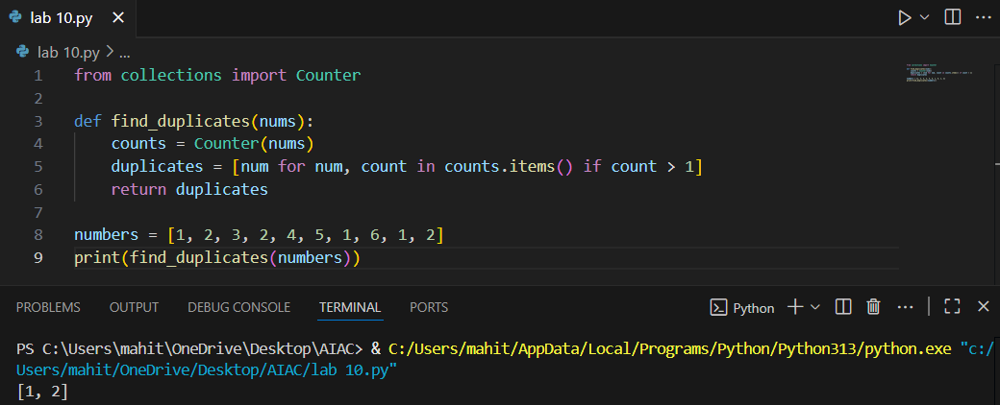 lab 10.py
lab 10.py > ...
1 from collections import Counter
2
3 def find_duplicates(nums):
4     counts = Counter(nums)
5     duplicates = [num for num, count in counts.items() if count > 1]
6     return duplicates
7
8 numbers = [1, 2, 3, 2, 4, 5, 1, 6, 1, 2]
9 print(find_duplicates(numbers))
PROBLEMS OUTPUT DEBUG CONSOLE TERMINAL PORTS Python
PS C:\Users\mahit\OneDrive\Desktop\AIAC> & C:/Users/mahit/AppData/Local/Programs/Python/Python313/python.exe "c:/
Users/mahit/OneDrive/Desktop/AIAC/lab 10.py"
[1, 2]